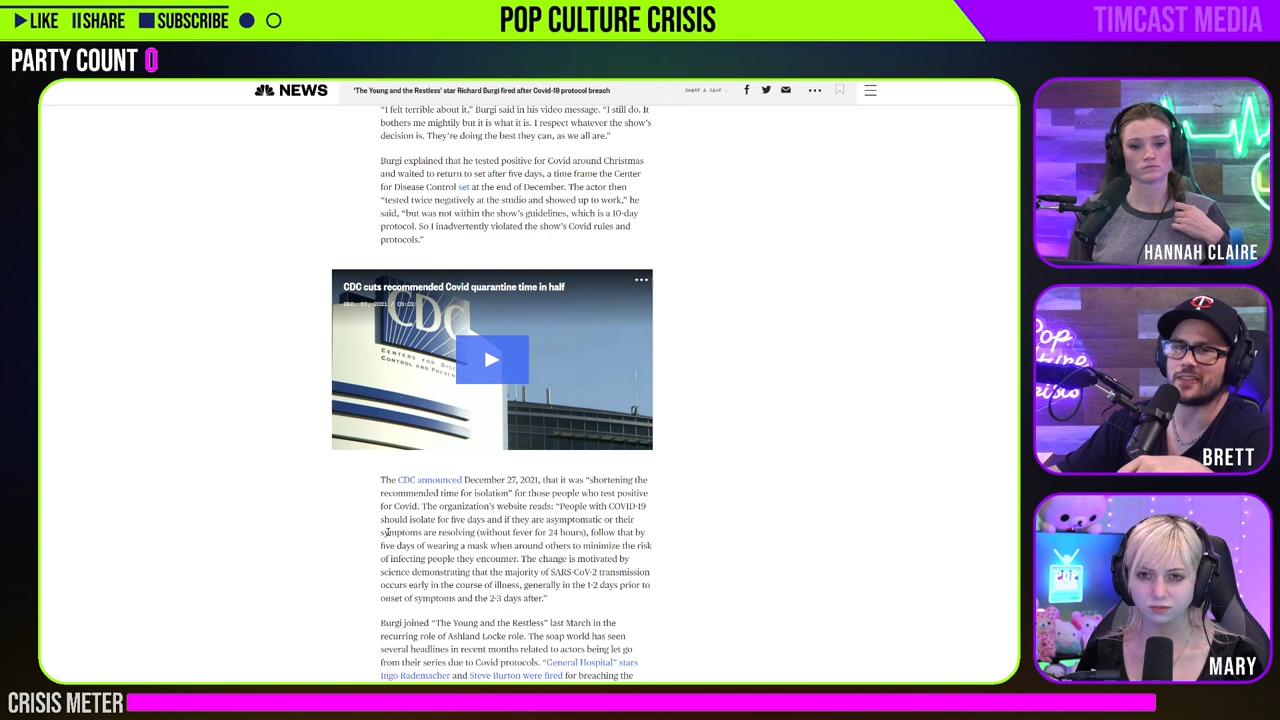 LIKE SHARE SUBSCRIBE
POP CULTURE CRISIS
TIMCAST MEDIA
PARTY COUNT 0
NEWS
'The Young and the Restless' star Richard Burgi fired after Covid-19 protocol breach
SHARE & SAVE
"I felt terrible about it," Burgi said in his video message. "I still do. It
bothers me mightily but it is what it is. I respect whatever the show's
decision is. They're doing the best they can, as we all are."
Burgi explained that he tested positive for Covid around Christmas
and waited to return to set after five days, a time frame the Center
for Disease Control set at the end of December. The actor then
"tested twice negatively at the studio and showed up to work," he
said, "but was not within the show's guidelines, which is a 10-day
protocol. So I inadvertently violated the show's Covid rules and
protocols."
CDC cuts recommended Covid quarantine time in half
DEC. 27, 2021 / 03:02
CDC
CENTERS FOR
CONTROL AND
The CDC announced December 27, 2021, that it was "shortening the
recommended time for isolation" for those people who test positive
for Covid. The organization's website reads: "People with COVID-19
should isolate for five days and if they are asymptomatic or their
symptoms are resolving (without fever for 24 hours), follow that by
five days of wearing a mask when around others to minimize the risk
of infecting people they encounter. The change is motivated by
science demonstrating that the majority of SARS-CoV-2 transmission
occurs early in the course of illness, generally in the 1-2 days prior to
onset of symptoms and the 2-3 days after."
Burgi joined "The Young and the Restless" last March in the
recurring role of Ashland Locke role. The soap world has seen
several headlines in recent months related to actors being let go
from their series due to Covid protocols. "General Hospital" stars
Ingo Rademacher and Steve Burton were fired for breaching the
HANNAH CLAIRE
Pop
BRETT
POP
MARY
CRISIS METER